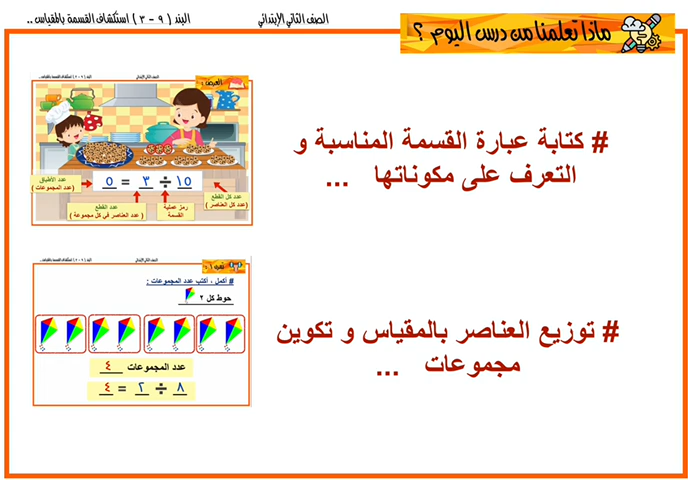 ماذا تعلمنا من درس اليوم ؟
الصف الثاني الإبتدائي
البند ( ٩ - ٣ ) استكشاف القسمة بالمقياس ..
# كتابة عبارة القسمة المناسبة و
التعرف على مكوناتها ...
١٥ ÷ ٣ = ٥
عدد كل القطع
( عدد كل العناصر )
رمز عملية
القسمة
عدد القطع
( عدد العناصر في كل مجموعة )
عدد الأطباق
( عدد المجموعات )
# توزيع العناصر بالمقياس و تكوين
مجموعات ...
# أكمل ، أكتب عدد المجموعات :
حوط كل ٢
عدد المجموعات ٤
٨ ÷ ٢ = ٤